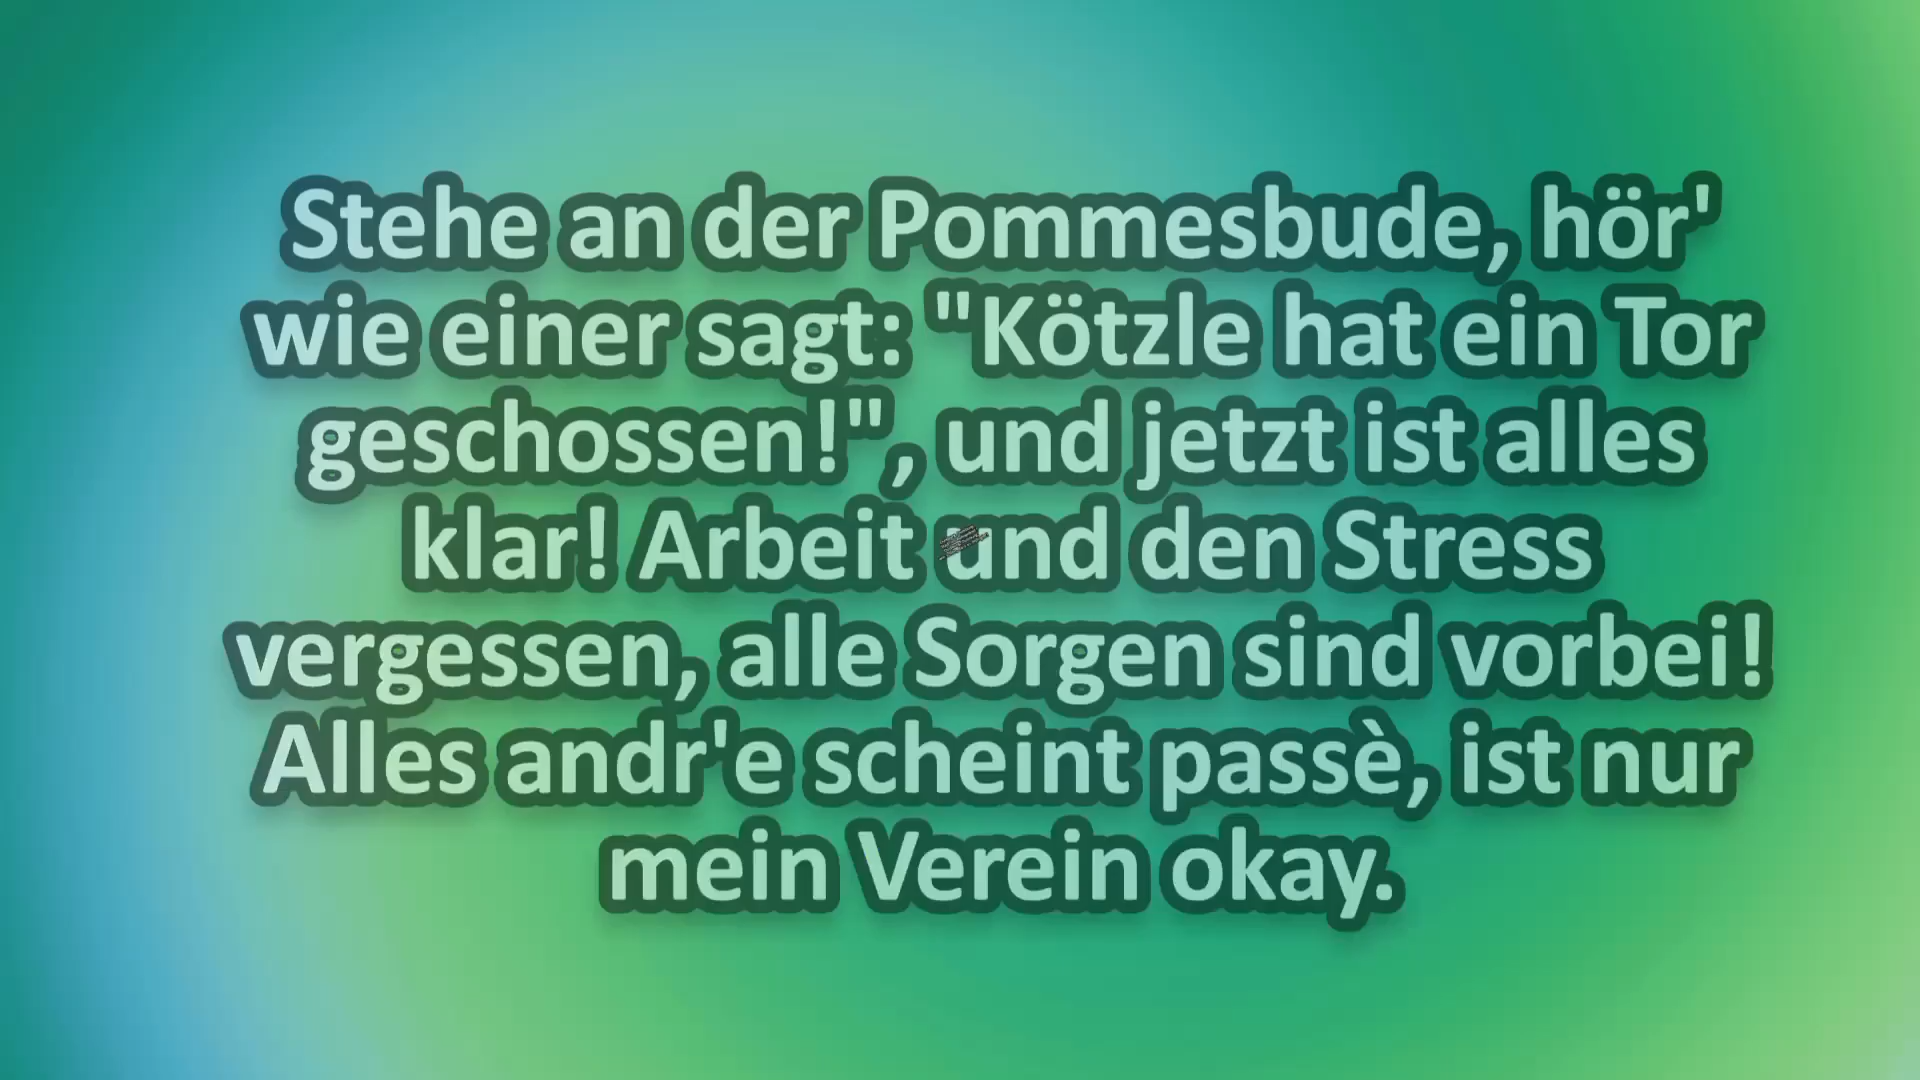 Stehe an der Pommesbude, hör'
wie einer sagt: "Kötzle hat ein Tor
geschossen!", und jetzt ist alles
klar! Arbeit und den Stress
vergessen, alle Sorgen sind vorbei!
Alles andr'e scheint passè, ist nur
mein Verein okay.